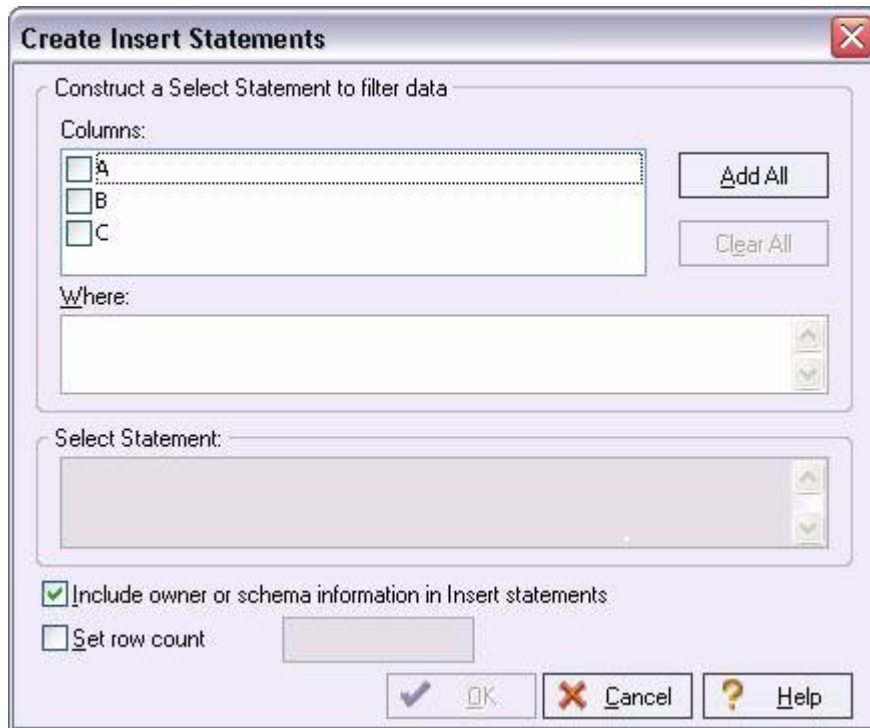 Create Insert Statements
Construct a Select Statement to filter data
Columns:
A
B
C
Add All
Clear All
Where:
Select Statement:
Include owner or schema information in Insert statements
Set row count
OK
Cancel
Help